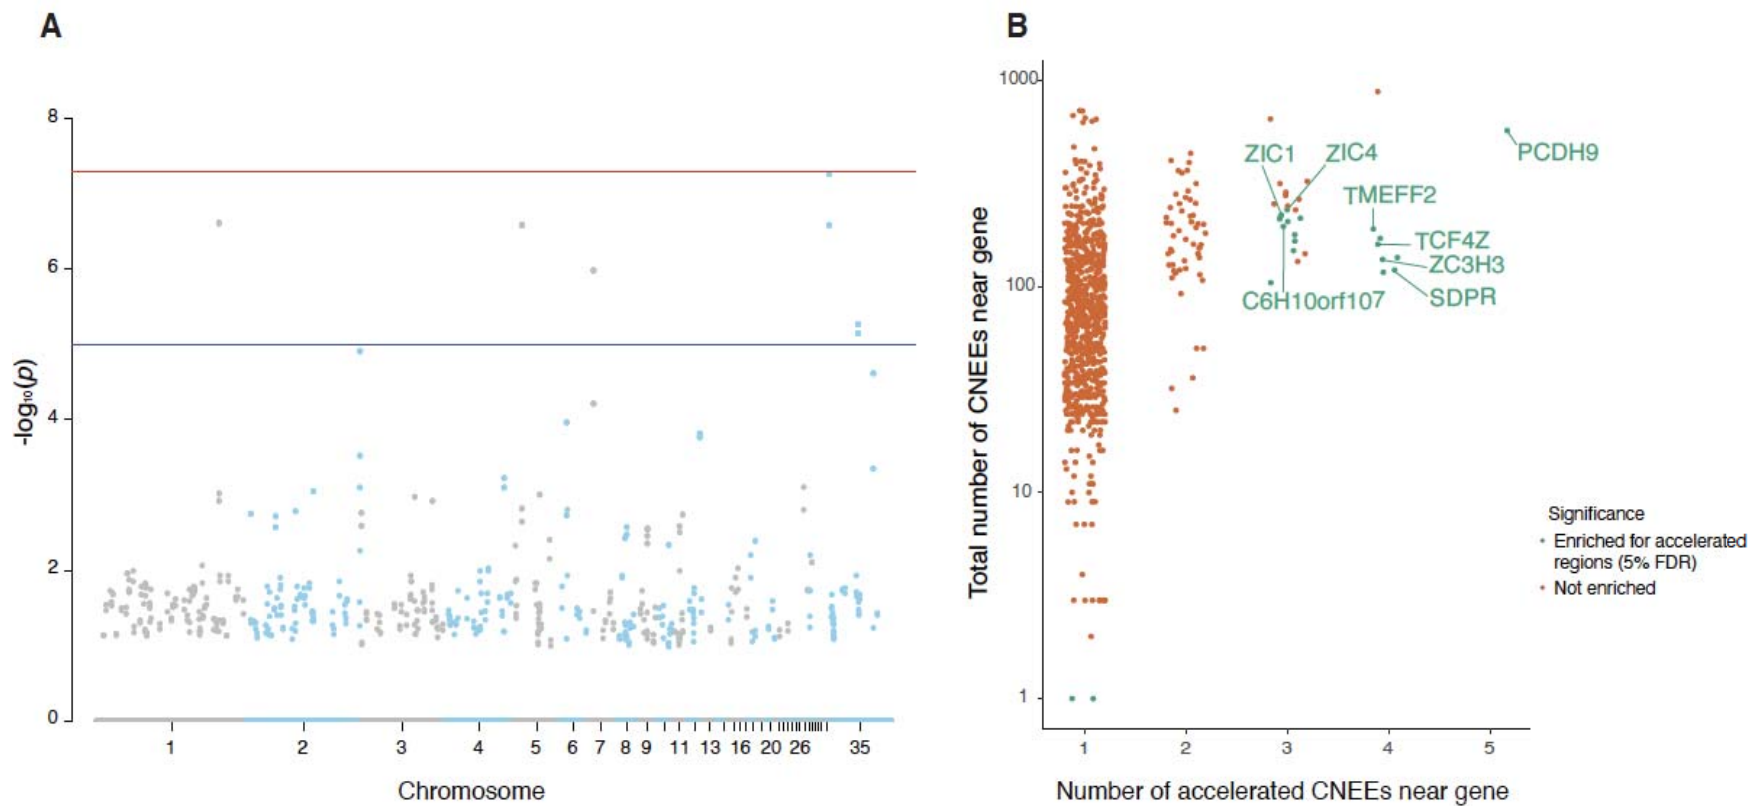 A
8
6
4
2
0
-log₁₀(p)
1 2 3 4 5 6 7 8 9 11 13 16 20 26 35
Chromosome
B
1000
100
10
1
Total number of CNEEs near gene
ZIC1
ZIC4
PCDH9
TMEFF2
TCF4Z
ZC3H3
SDPR
C6H10orf107
1 2 3 4 5
Number of accelerated CNEEs near gene
Significance
Enriched for accelerated
regions (5% FDR)
Not enriched